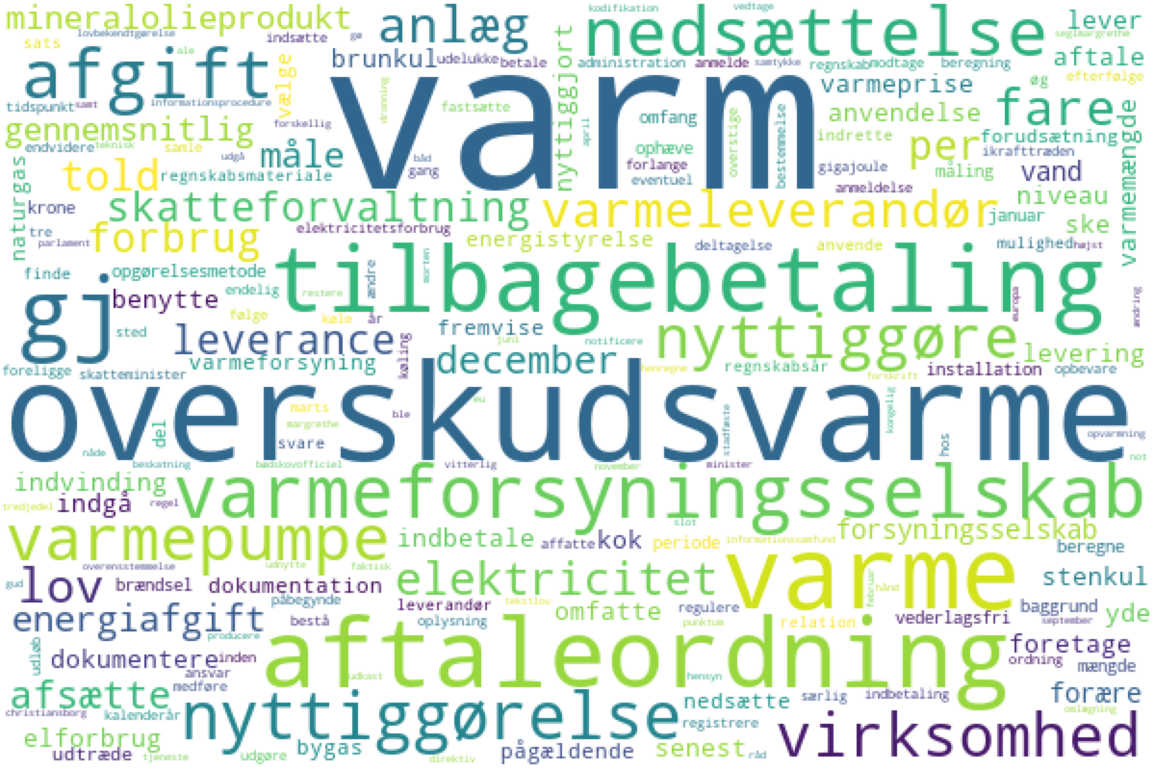 mineralolieprodukt
kodifikation
vedtage
lovbekendtgørelse
indsætte
gø
anlæg
nedsættelse
lever
seglmargrethe
sats
afgift
ale
brunkul
udelukke
betale
administration
anmelde
samtykke
regnskab
modtage
beregning
aftale
efterfølge
varm
tidspunkt
samt
informationsprocedure
vælge
dronning
fastsætte
nyttiggjort
april
omfang
overstige
bestemmelse
varmeprise
anvendelse
øg
fare
gennemsnitlig
teknisk
forskellig
indrette
per
forudsætning
varmemængde
endvidere
samle
måle
båd
ophæve
ikrafttræden
naturgas
told
udgå
gang
forlange
gigajoule
måling
vand
regnskabsmateriale
eventuel
anmeldelse
niveau
krone
skatteforvaltning
varmeleverandør
januar
ske
tre
forbrug
elektricitetsforbrug
parlament
energistyrelse
deltagelse
anvende
mulighed
højst
finde
opgørelsesmetode
tilbagebetaling
endelig
restere
ændre
morten
europa
ændring
gj
benytte
følge
køle
år
fremvise
sted
leverance
køling
juni
notificere
nyttiggøre
levering
foreligge
skatteminister
varmeforsyning
december
henregne
regnskabsår
forskrift
installation
opbevare
overskudsvarme
del
marts
margrethe
ble
eu
svare
stadfæste
kongelig
hos
opvarmning
nåde
beskatning
bødskovofficiel
vitterlig
november
minister
not
indvinding
varmeforsyningsselskab
tredjedel
indgå
regel
slot
varmepumpe
indbetale
affatte
kok
periode
informationssamfund
forsyningsselskab
beregne
gud
overensstemmelse
udnytte
faktisk
varme
lov
brændsel
dokumentation
elektricitet
februar
hånd
stenkul
påbegynde
leverandør
tekstlov
omfatte
regulere
vederlagsfri
baggrund
yde
energiafgift
bestå
oplysning
punktum
relation
september
producere
aftaleordning
foretage
udløb
dokumentere
inden
ordning
ansvar
mængde
afsætte
medføre
udkast
hensyn
nedsætte
særlig
indbetaling
forære
christiansborg
kalenderår
nyttiggørelse
registrere
omlægning
elforbrug
virksomhed
udtræde
tjeneste
udgøre
bygas
direktiv
pågældende
senest
råd